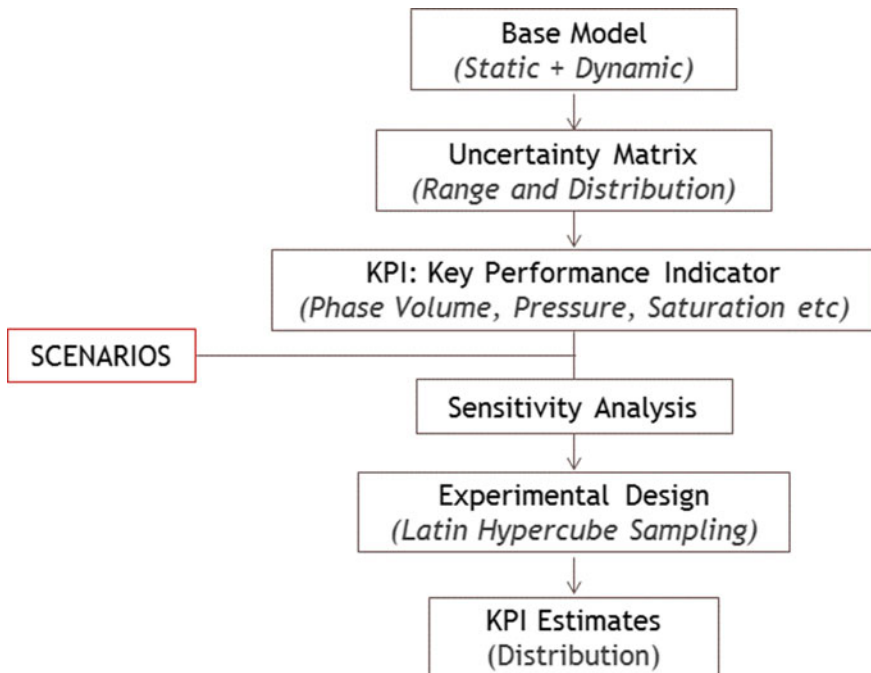 Base Model
(Static + Dynamic)
Uncertainty Matrix
(Range and Distribution)
KPI: Key Performance Indicator
(Phase Volume, Pressure, Saturation etc)
SCENARIOS
Sensitivity Analysis
Experimental Design
(Latin Hypercube Sampling)
KPI Estimates
(Distribution)